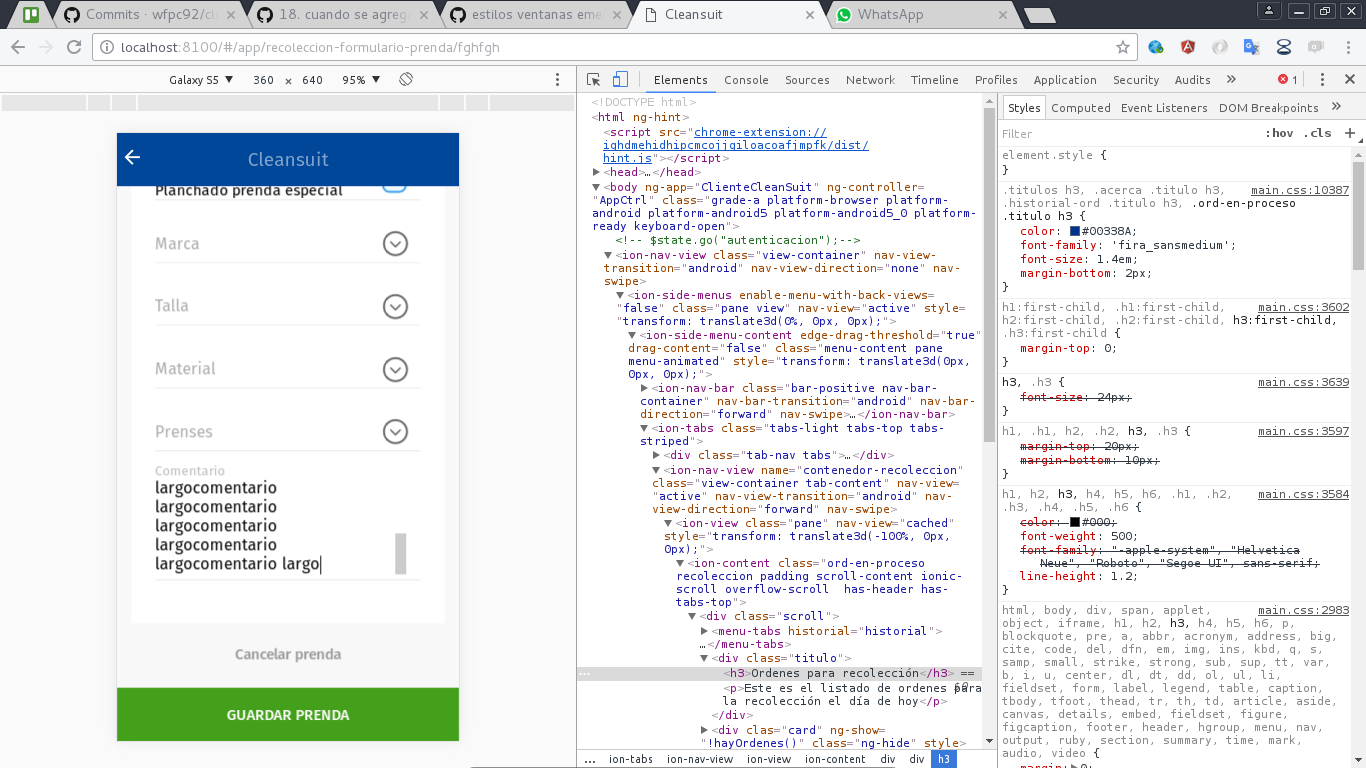 Commits · wfpc92/cl
18. cuando se agreg
estilos ventanas eme
Cleansuit
WhatsApp
localhost:8100/#/app/recoleccion-formulario-prenda/fghfgh
Galaxy S5 ▼ 360 × 640 95% ▼
Cleansuit
Planchado prenda especial
Marca
Talla
Material
Prenses
Comentario
largocomentario
largocomentario
largocomentario
largocomentario
largocomentario largo
Cancelar prenda
GUARDAR PRENDA
Elements Console Sources Network Timeline Profiles Application Security Audits » 1
<!DOCTYPE html>
<html ng-hint>
<script src="chrome-extension://
ighdmehidhipcmcojjgiloacoafjmpfk/dist/
hint.js"></script>
<head>…</head>
<body ng-app="ClienteCleanSuit" ng-controller=
"AppCtrl" class="grade-a platform-browser platform-
android platform-android5 platform-android5_0 platform-
ready keyboard-open">
<!-- $state.go("autenticacion");-->
<ion-nav-view class="view-container" nav-view-
transition="android" nav-view-direction="none" nav-
swipe>
<ion-side-menus enable-menu-with-back-views=
"false" class="pane view" nav-view="active" style=
"transform: translate3d(0%, 0px, 0px);">
<ion-side-menu-content edge-drag-threshold="true"
drag-content="false" class="menu-content pane
menu-animated" style="transform: translate3d(0px,
0px, 0px);">
<ion-nav-bar class="bar-positive nav-bar-
container" nav-bar-transition="android" nav-bar-
direction="forward" nav-swipe>…</ion-nav-bar>
<ion-tabs class="tabs-light tabs-top tabs-
striped">
<div class="tab-nav tabs">…</div>
<ion-nav-view name="contenedor-recoleccion"
class="view-container tab-content" nav-view=
"active" nav-view-transition="android" nav-
view-direction="forward" nav-swipe>
<ion-view class="pane" nav-view="cached"
style="transform: translate3d(-100%, 0px,
0px);">
<ion-content class="ord-en-proceso
recoleccion padding scroll-content ionic-
scroll overflow-scroll  has-header has-
tabs-top">
<div class="scroll">
<menu-tabs historial="historial">
…</menu-tabs>
<div class="titulo">
… <h3>Ordenes para recolección</h3> ==
<p>Este es el listado de ordenes para
la recolección el día de hoy</p>
</div>
<div clas="card" ng-show=
"!hayOrdenes()" class="ng-hide" style>
... ion-tabs ion-nav-view ion-view ion-content div div h3
Styles Computed Event Listeners DOM Breakpoints »
Filter :hov .cls +
element.style {
}
.titulos h3, .acerca .titulo h3, main.css:10387
.historial-ord .titulo h3, .ord-en-proceso
.titulo h3 {
color: #00338A;
font-family: 'fira_sansmedium';
font-size: 1.4em;
margin-bottom: 2px;
}
h1:first-child, .h1:first-child, main.css:3602
h2:first-child, .h2:first-child, h3:first-child,
.h3:first-child {
margin-top: 0;
}
h3, .h3 { main.css:3639
font-size: 24px;
}
h1, .h1, h2, .h2, h3, .h3 { main.css:3597
margin-top: 20px;
margin-bottom: 10px;
}
h1, h2, h3, h4, h5, h6, .h1, .h2, main.css:3584
.h3, .h4, .h5, .h6 {
color: #000;
font-weight: 500;
font-family: "-apple-system", "Helvetica
Neue", "Roboto", "Segoe UI", sans-serif;
line-height: 1.2;
}
html, body, div, span, applet, main.css:2983
object, iframe, h1, h2, h3, h4, h5, h6, p,
blockquote, pre, a, abbr, acronym, address, big,
cite, code, del, dfn, em, img, ins, kbd, q, s,
samp, small, strike, strong, sub, sup, tt, var,
b, i, u, center, dl, dt, dd, ol, ul, li,
fieldset, form, label, legend, table, caption,
tbody, tfoot, thead, tr, th, td, article, aside,
canvas, details, embed, fieldset, figure,
figcaption, footer, header, hgroup, menu, nav,
output, ruby, section, summary, time, mark,
audio, video {